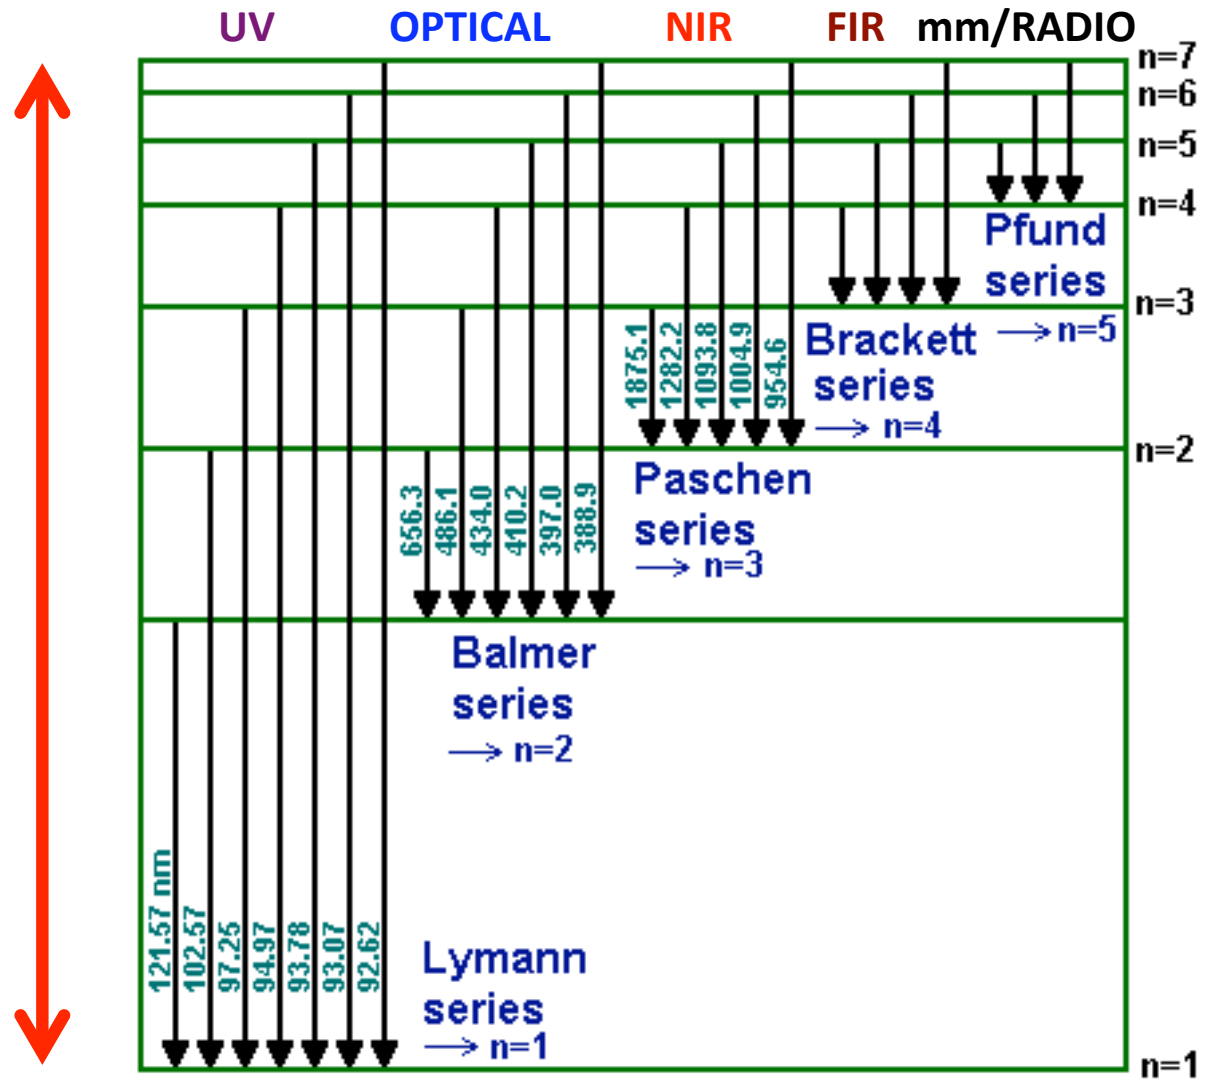 UV OPTICAL NIR FIR mm/RADIO
n=7
n=6
n=5
n=4
Pfund
series
→ n=5
n=3
1875.1
1282.2
1093.8
1004.9
954.6
Brackett
series
→ n=4
n=2
656.3
486.1
434.0
410.2
397.0
388.9
Paschen
series
→ n=3
Balmer
series
→ n=2
121.57 nm
102.57
97.25
94.97
93.78
93.07
92.62
Lymann
series
→ n=1
n=1